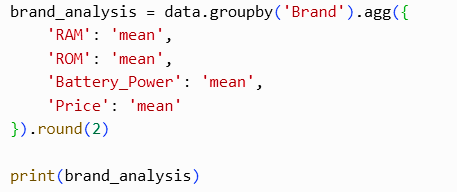 brand_analysis = data.groupby('Brand').agg({
    'RAM': 'mean',
    'ROM': 'mean',
    'Battery_Power': 'mean',
    'Price': 'mean'
}).round(2)
print(brand_analysis)